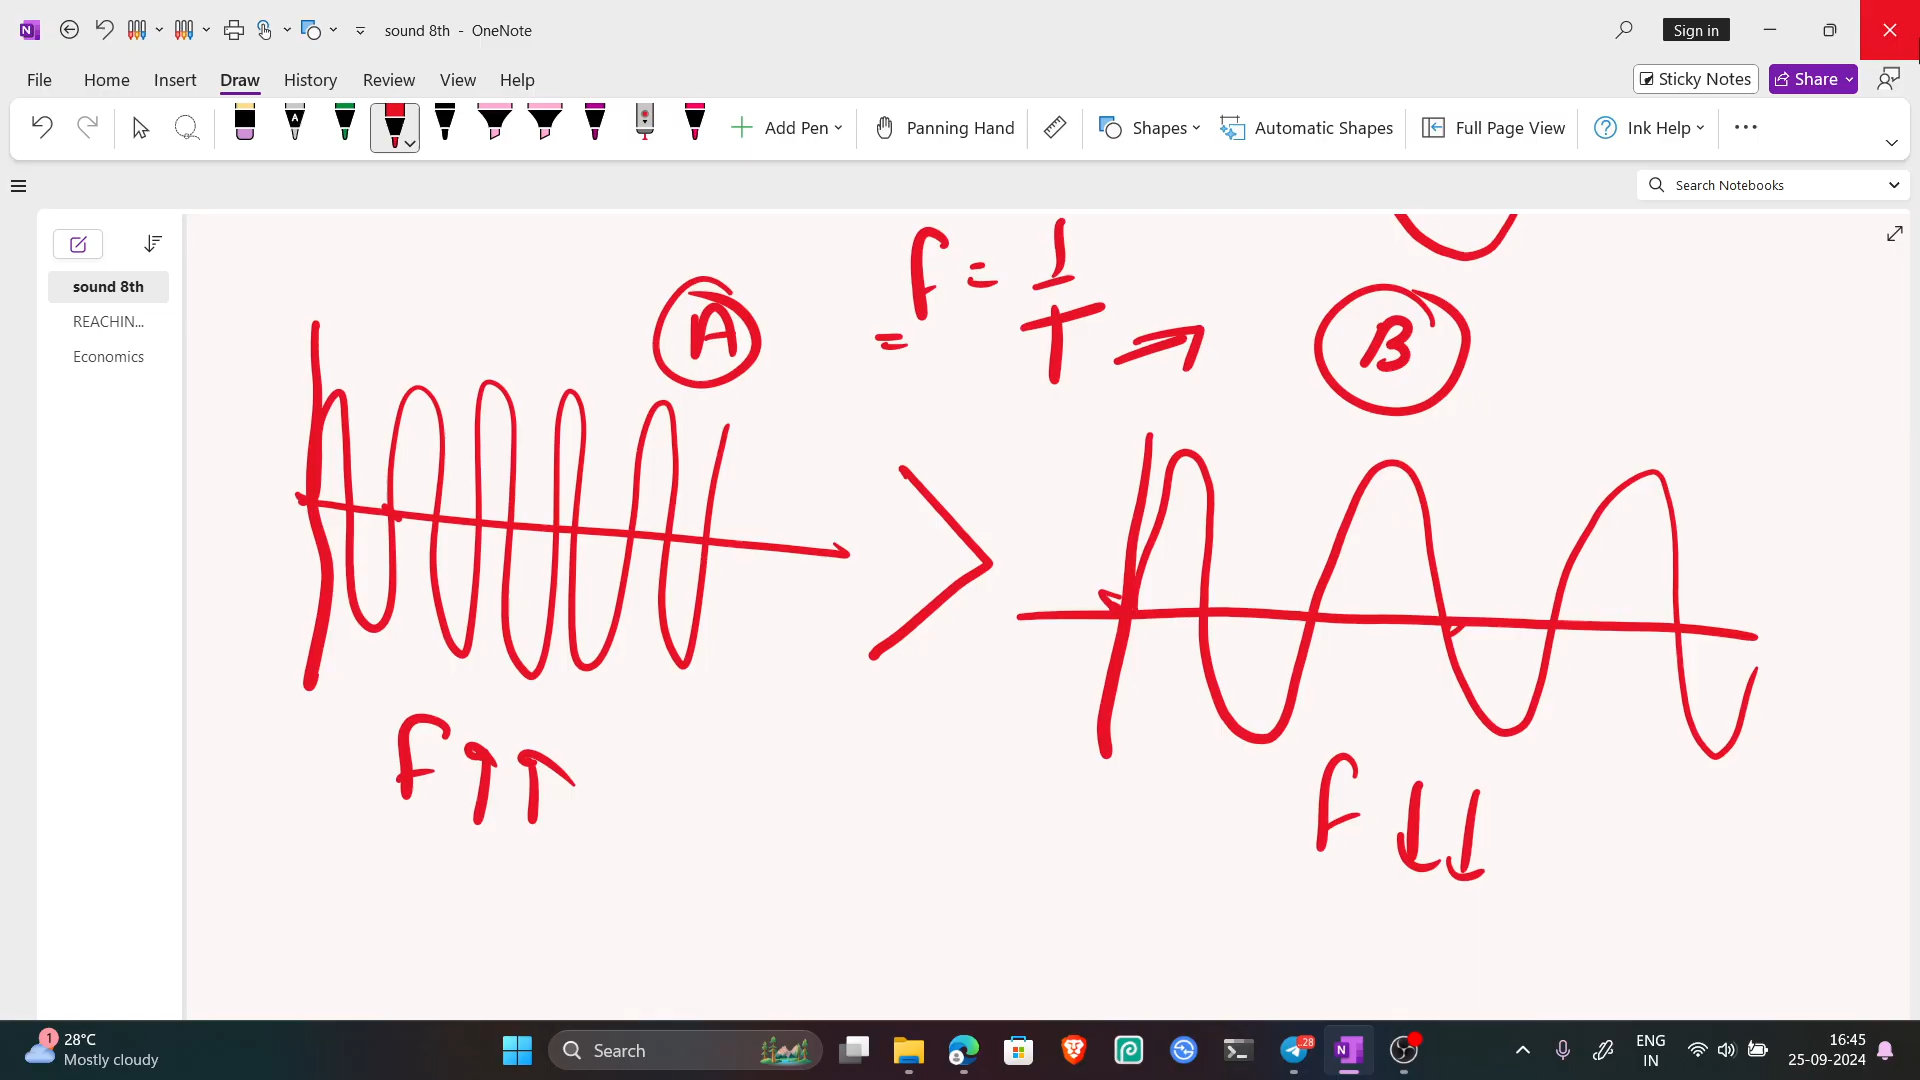 sound 8th - OneNote
Sign in
File Home Insert Draw History Review View Help
Sticky Notes Share
A Add Pen Panning Hand Shapes Automatic Shapes Full Page View Ink Help
Search Notebooks
sound 8th
REACHIN...
Economics
f = 1
= T
A
B
f ↑↑
f ↓↓
1
28°C
Mostly cloudy
Search
28
ENG
IN
16:45
25-09-2024